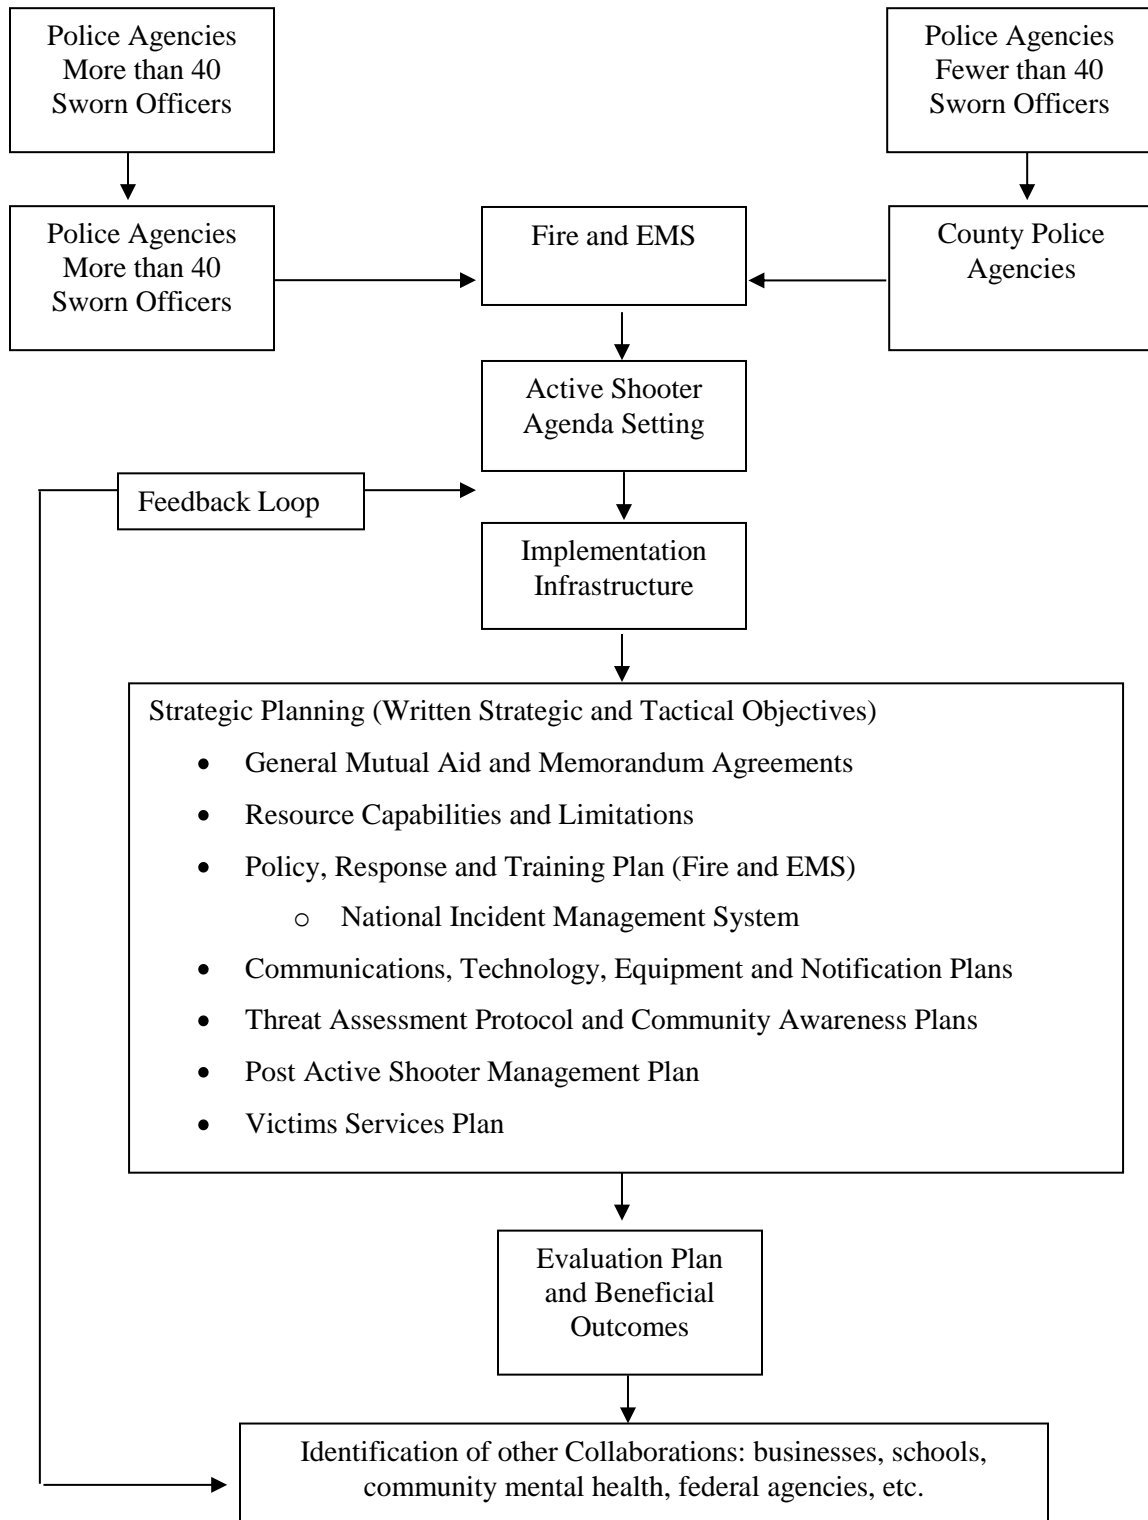 Police Agencies
More than 40
Sworn Officers
Police Agencies
Fewer than 40
Sworn Officers
Police Agencies
More than 40
Sworn Officers
Fire and EMS
County Police
Agencies
Active Shooter
Agenda Setting
Feedback Loop
Implementation
Infrastructure
Strategic Planning (Written Strategic and Tactical Objectives)
• General Mutual Aid and Memorandum Agreements
• Resource Capabilities and Limitations
• Policy, Response and Training Plan (Fire and EMS)
o National Incident Management System
• Communications, Technology, Equipment and Notification Plans
• Threat Assessment Protocol and Community Awareness Plans
• Post Active Shooter Management Plan
• Victims Services Plan
Evaluation Plan
and Beneficial
Outcomes
Identification of other Collaborations: businesses, schools,
community mental health, federal agencies, etc.